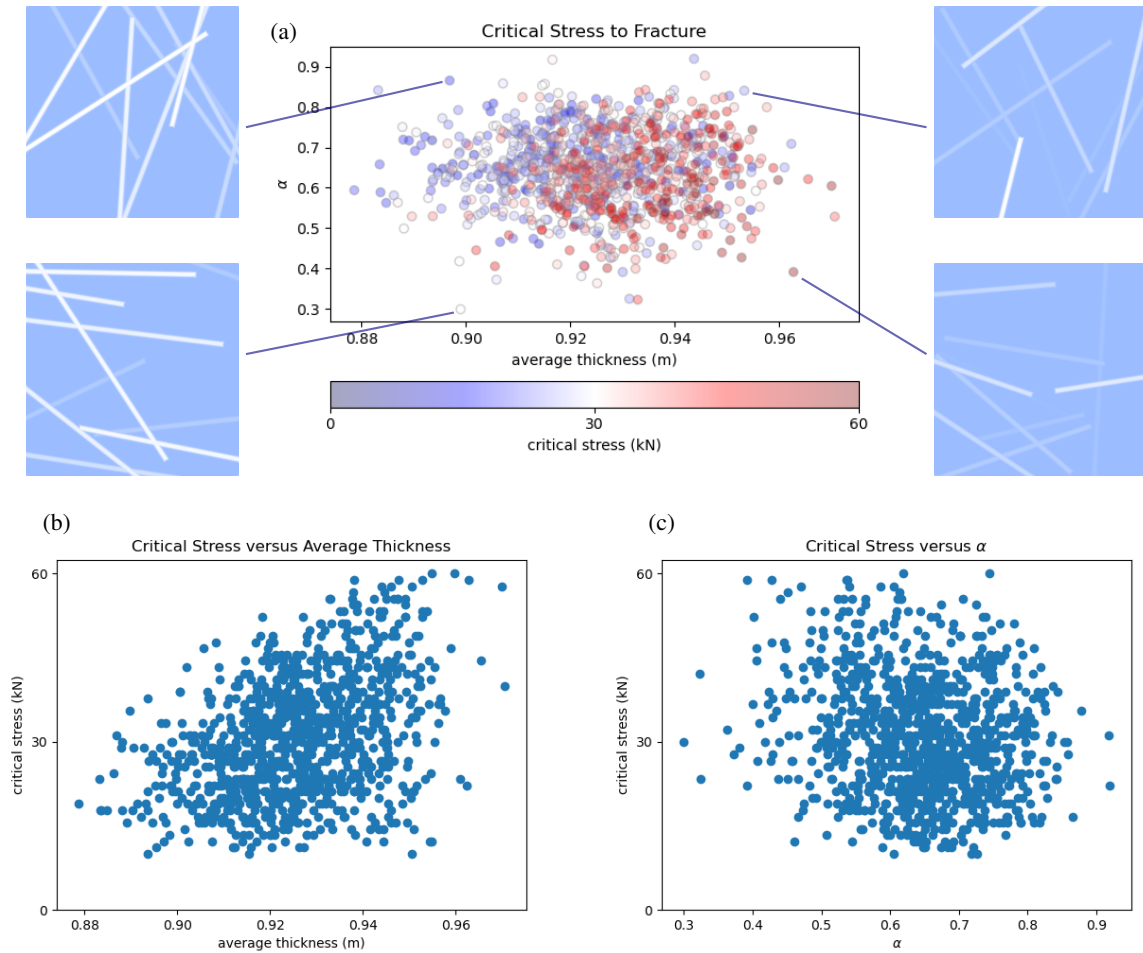 (a)
Critical Stress to Fracture
0.9
0.8
0.7
0.6
0.5
0.4
0.3
α
0.88 0.90 0.92 0.94 0.96
average thickness (m)
0 30 60
critical stress (kN)
(b)
Critical Stress versus Average Thickness
60
30
0
critical stress (kN)
0.88 0.90 0.92 0.94 0.96
average thickness (m)
(c)
Critical Stress versus α
60
30
0
critical stress (kN)
0.3 0.4 0.5 0.6 0.7 0.8 0.9
α